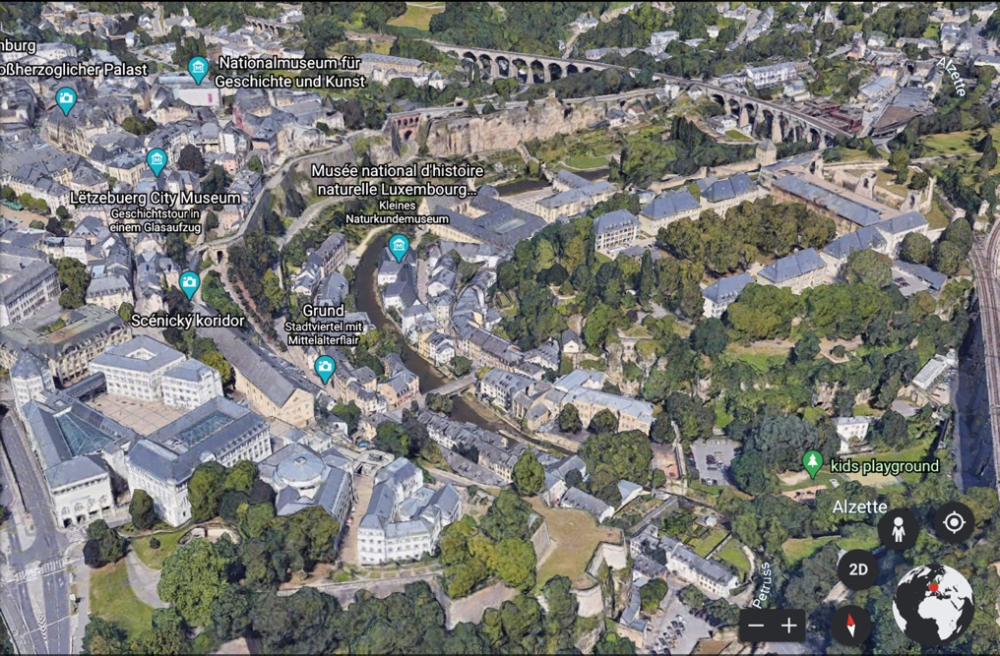 nburg
oßherzoglicher Palast
Nationalmuseum für
Geschichte und Kunst
Alzette
Musée national d'histoire
naturelle Luxembourg...
Kleines
Naturkundemuseum
Lëtzebuerg City Museum
Geschichtstour in
einem Glasaufzug
Scénický koridor
Grund
Stadtviertel mit
Mittelalterflair
kids playground
Alzette
2D
Petruss